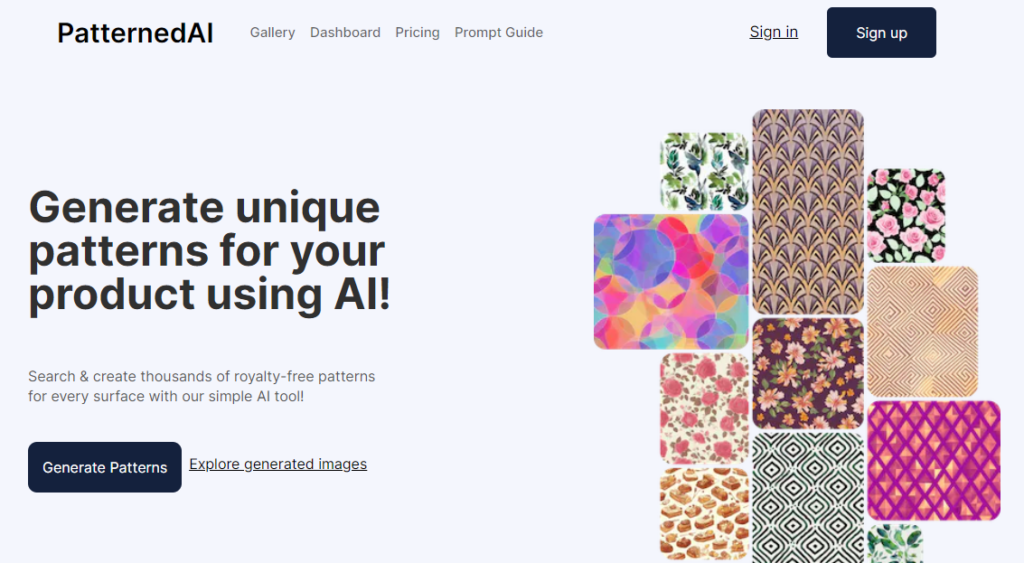 PatternedAI
Gallery Dashboard Pricing Prompt Guide
Sign in
Sign up
Generate unique
patterns for your
product using AI!
Search & create thousands of royalty-free patterns
for every surface with our simple AI tool!
Generate Patterns
Explore generated images